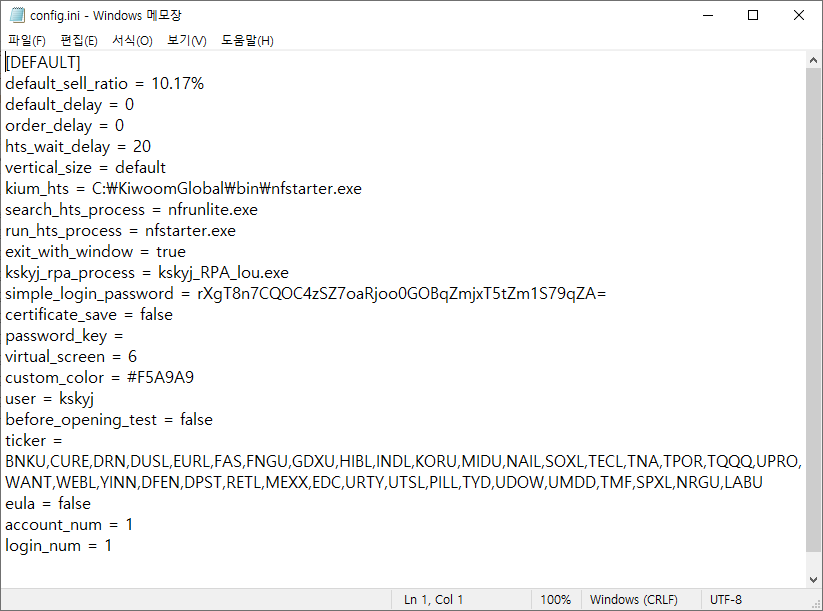 config.ini - Windows 메모장
파일(F) 편집(E) 서식(O) 보기(V) 도움말(H)
[DEFAULT]
default_sell_ratio = 10.17%
default_delay = 0
order_delay = 0
hts_wait_delay = 20
vertical_size = default
kium_hts = C:₩KiwoomGlobal₩bin₩nfstarter.exe
search_hts_process = nfrunlite.exe
run_hts_process = nfstarter.exe
exit_with_window = true
kskyj_rpa_process = kskyj_RPA_lou.exe
simple_login_password = rXgT8n7CQOC4zSZ7oaRjoo0GOBqZmjxT5tZm1S79qZA=
certificate_save = false
password_key =
virtual_screen = 6
custom_color = #F5A9A9
user = kskyj
before_opening_test = false
ticker =
BNKU,CURE,DRN,DUSL,EURL,FAS,FNGU,GDXU,HIBL,INDL,KORU,MIDU,NAIL,SOXL,TECL,TNA,TPOR,TQQQ,UPRO,
WANT,WEBL,YINN,DFEN,DPST,RETL,MEXX,EDC,URTY,UTSL,PILL,TYD,UDOW,UMDD,TMF,SPXL,NRGU,LABU
eula = false
account_num = 1
login_num = 1
Ln 1, Col 1 100% Windows (CRLF) UTF-8